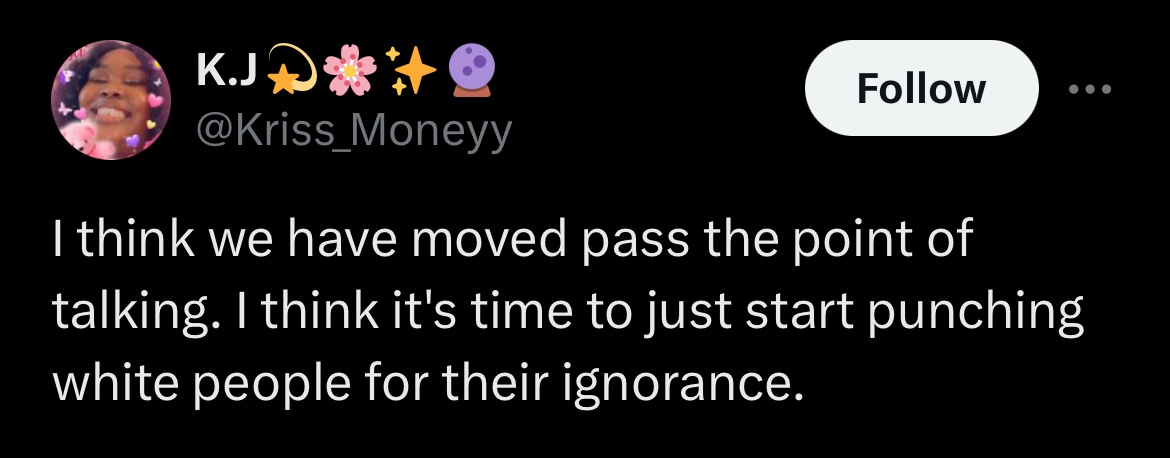 K.J💫🌸✨🔮
@Kriss_Moneyy
Follow
I think we have moved pass the point of
talking. I think it's time to just start punching
white people for their ignorance.